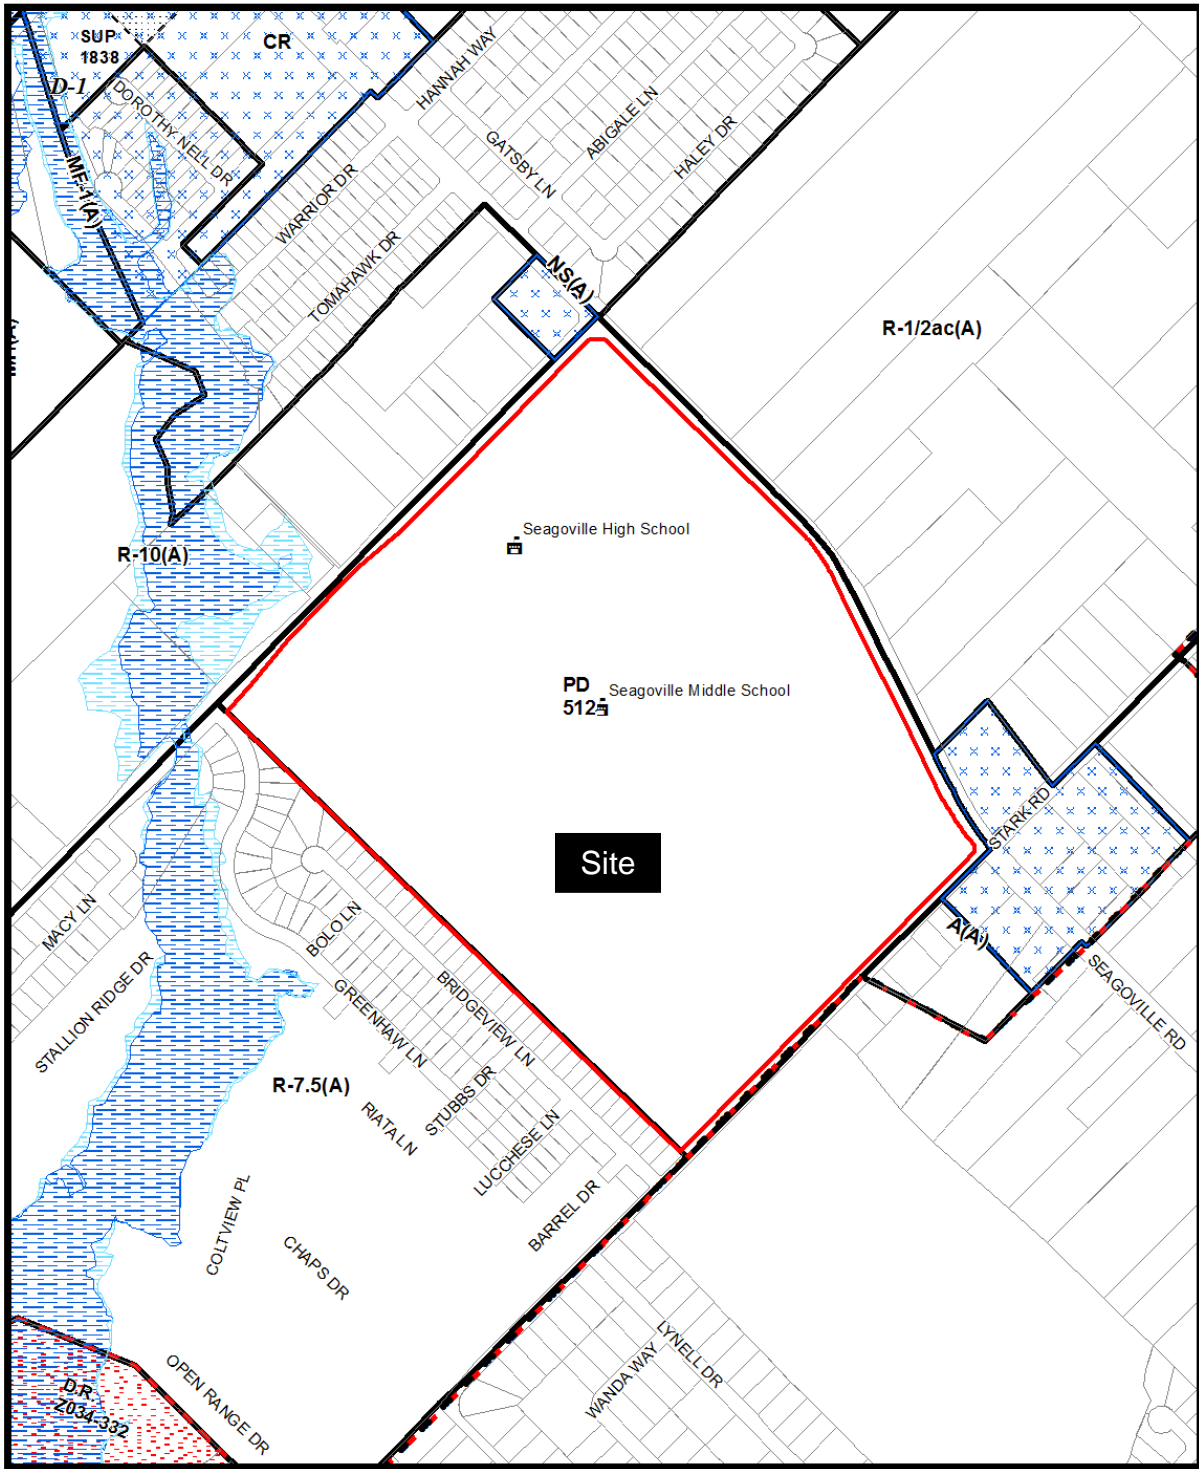 SUP
1838
CR
D-1
DOROTHY NELL DR
HANNAH WAY
ABIGALE LN
GATSBY LN
HALEY DR
MF-1(A)
WARRIOR DR
TOMAHAWK DR
NS(A)
R-1/2ac(A)
Seagoville High School
R-10(A)
PD
512
Seagoville Middle School
STARK RD
Site
MACY LN
BOLO LN
A(A)
STALLION RIDGE DR
GREENHAW LN
BRIDGEVIEW LN
SEAGOVILLE RD
R-7.5(A)
RIATA LN
STUBBS DR
LUCCHESE LN
COLTVIEW PL
BARREL DR
CHAPS DR
OPEN RANGE DR
LYNELL DR
WANDA WAY
D.R.
Z034-332